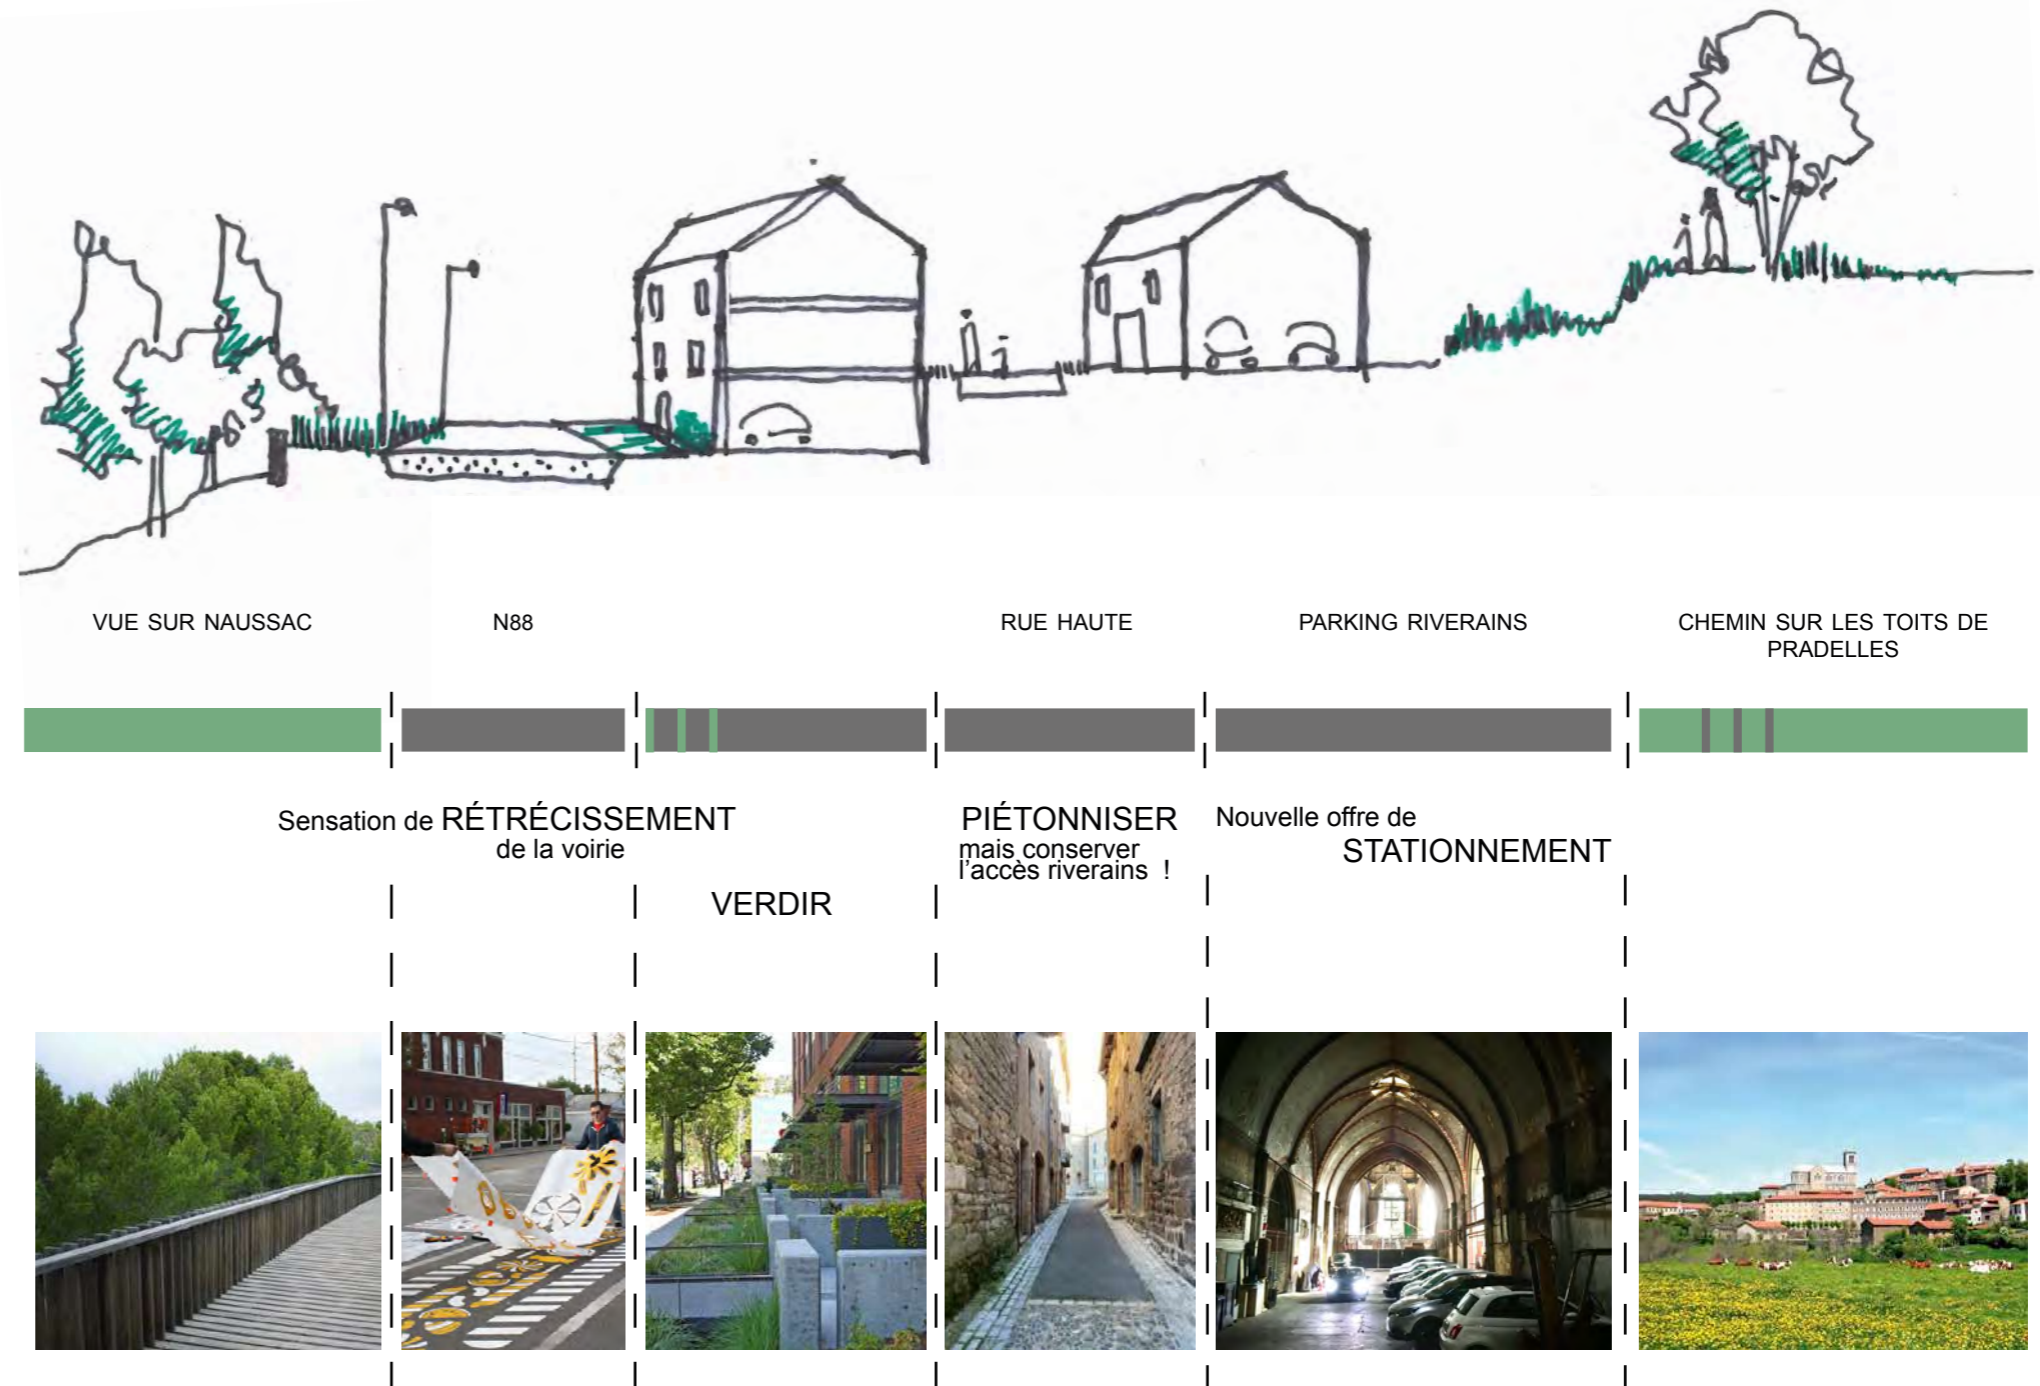 VUE SUR NAUSSAC
N88
RUE HAUTE
PARKING RIVERAINS
CHEMIN SUR LES TOITS DE
PRADELLES
Sensation de RÉTRÉCISSEMENT
de la voirie
VERDIR
PIÉTONNISER
mais conserver
l'accès riverains !
Nouvelle offre de
STATIONNEMENT